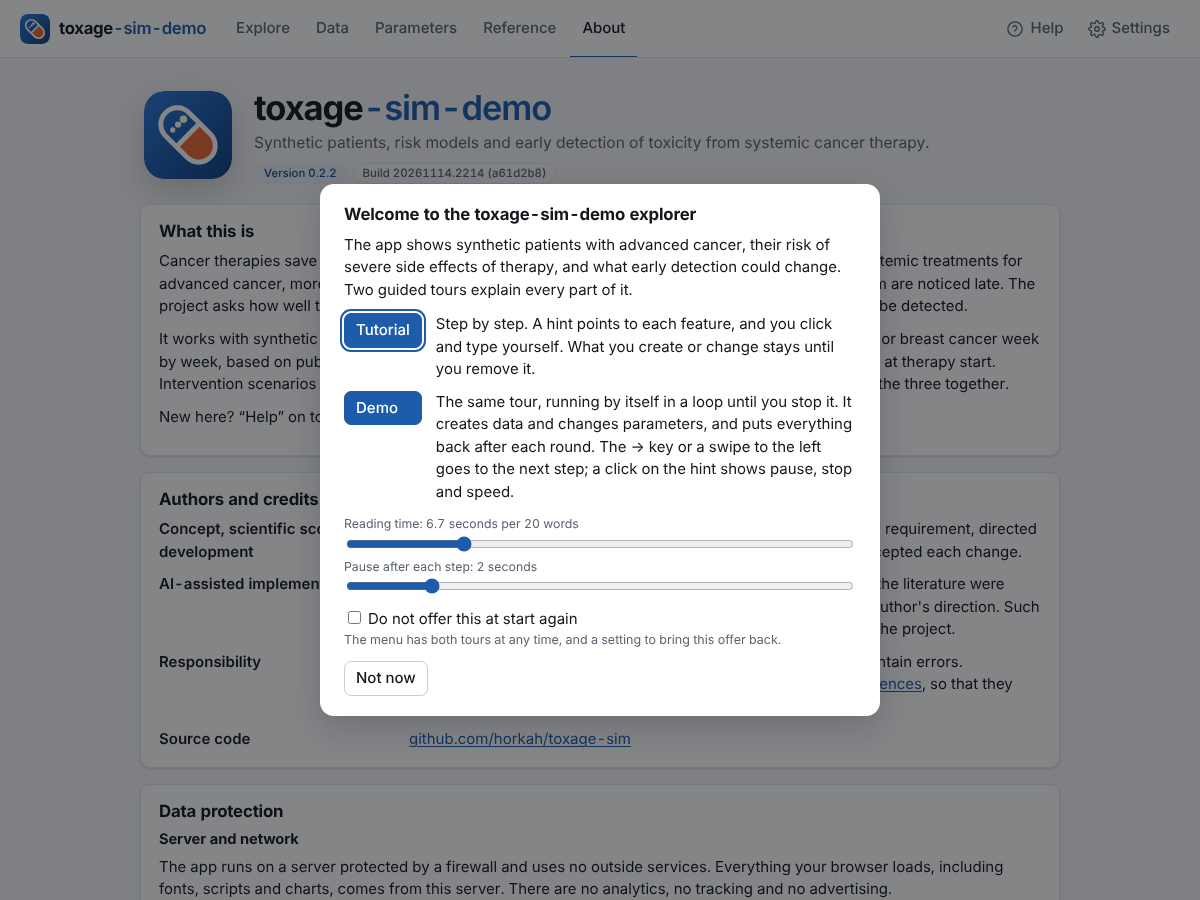 toxage-sim-demo
Explore
Data
Parameters
Reference
About
Help
Settings
toxage-sim-demo
Synthetic patients, risk models and early detection of toxicity from systemic cancer therapy.
Version 0.2.2
Build 20261114.2214 (a61d2b8)
What this is
Cancer therapies save
temic treatments for
advanced cancer, more
m are noticed late. The
project asks how well t
be detected.
It works with synthetic
or breast cancer week
by week, based on pub
at therapy start.
Intervention scenarios
the three together.
New here? “Help” on to
Welcome to the toxage-sim-demo explorer
The app shows synthetic patients with advanced cancer, their risk of
severe side effects of therapy, and what early detection could change.
Two guided tours explain every part of it.
Tutorial
Step by step. A hint points to each feature, and you click
and type yourself. What you create or change stays until
you remove it.
Demo
The same tour, running by itself in a loop until you stop it. It
creates data and changes parameters, and puts everything
back after each round. The → key or a swipe to the left
goes to the next step; a click on the hint shows pause, stop
and speed.
Reading time: 6.7 seconds per 20 words
Pause after each step: 2 seconds
Do not offer this at start again
The menu has both tours at any time, and a setting to bring this offer back.
Not now
Authors and credits
Concept, scientific sco
requirement, directed
development
cepted each change.
AI-assisted implement
he literature were
uthor's direction. Such
he project.
Responsibility
ntain errors.
ences, so that they
Source code
github.com/horkah/toxage-sim
Data protection
Server and network
The app runs on a server protected by a firewall and uses no outside services. Everything your browser loads, including
fonts, scripts and charts, comes from this server. There are no analytics, no tracking and no advertising.